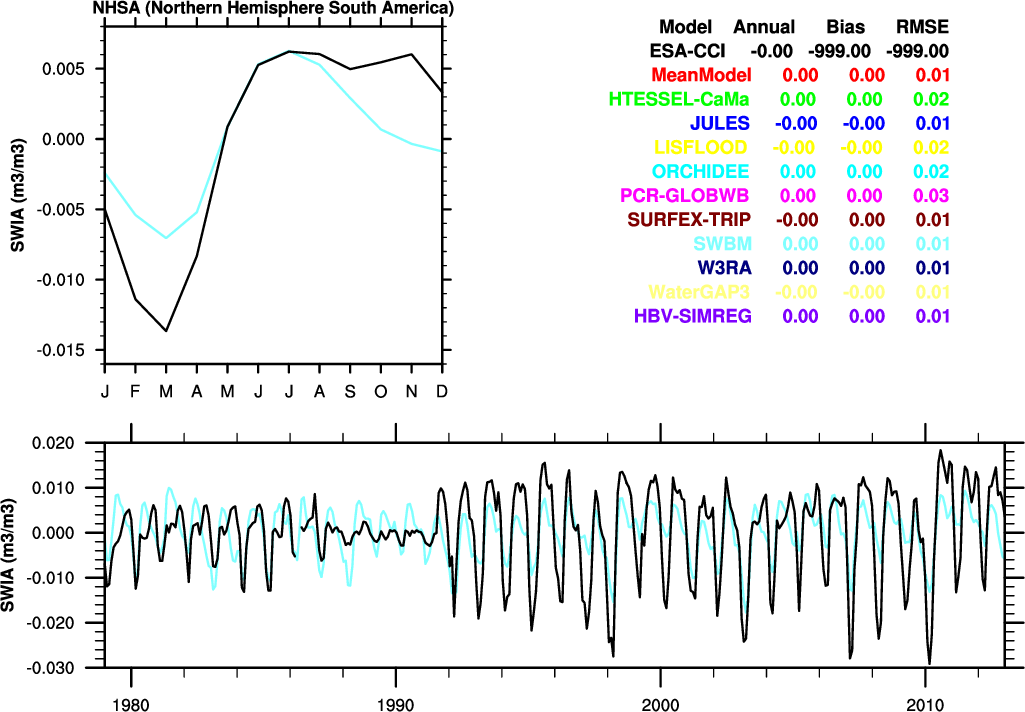 NHSA (Northern Hemisphere South America)
SWIA (m3/m3)
0.005
0.000
-0.005
-0.010
-0.015
J F M A M J J A S O N D
Model Annual Bias RMSE
ESA-CCI -0.00 -999.00 -999.00
MeanModel 0.00 0.00 0.01
HTESSEL-CaMa 0.00 0.00 0.02
JULES -0.00 -0.00 0.01
LISFLOOD -0.00 -0.00 0.02
ORCHIDEE 0.00 0.00 0.02
PCR-GLOBWB 0.00 0.00 0.03
SURFEX-TRIP -0.00 0.00 0.01
SWBM 0.00 0.00 0.01
W3RA 0.00 0.00 0.01
WaterGAP3 -0.00 -0.00 0.01
HBV-SIMREG 0.00 0.00 0.01
SWIA (m3/m3)
0.020
0.010
0.000
-0.010
-0.020
-0.030
1980 1990 2000 2010